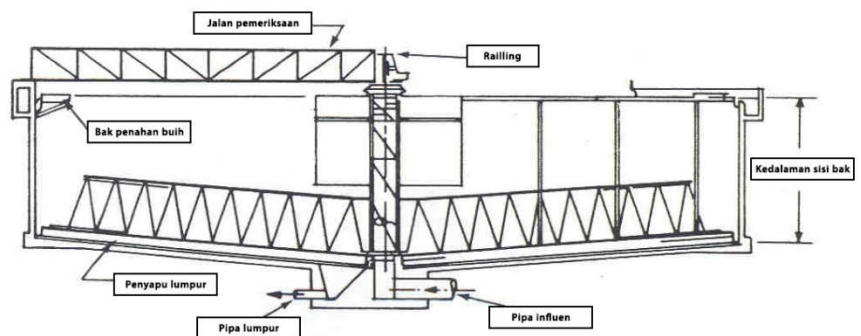 Jalan pemeriksaan
Railling
Bak penahan buih
Kedalaman sisi bak
Penyapu lumpur
Pipa lumpur
Pipa influen